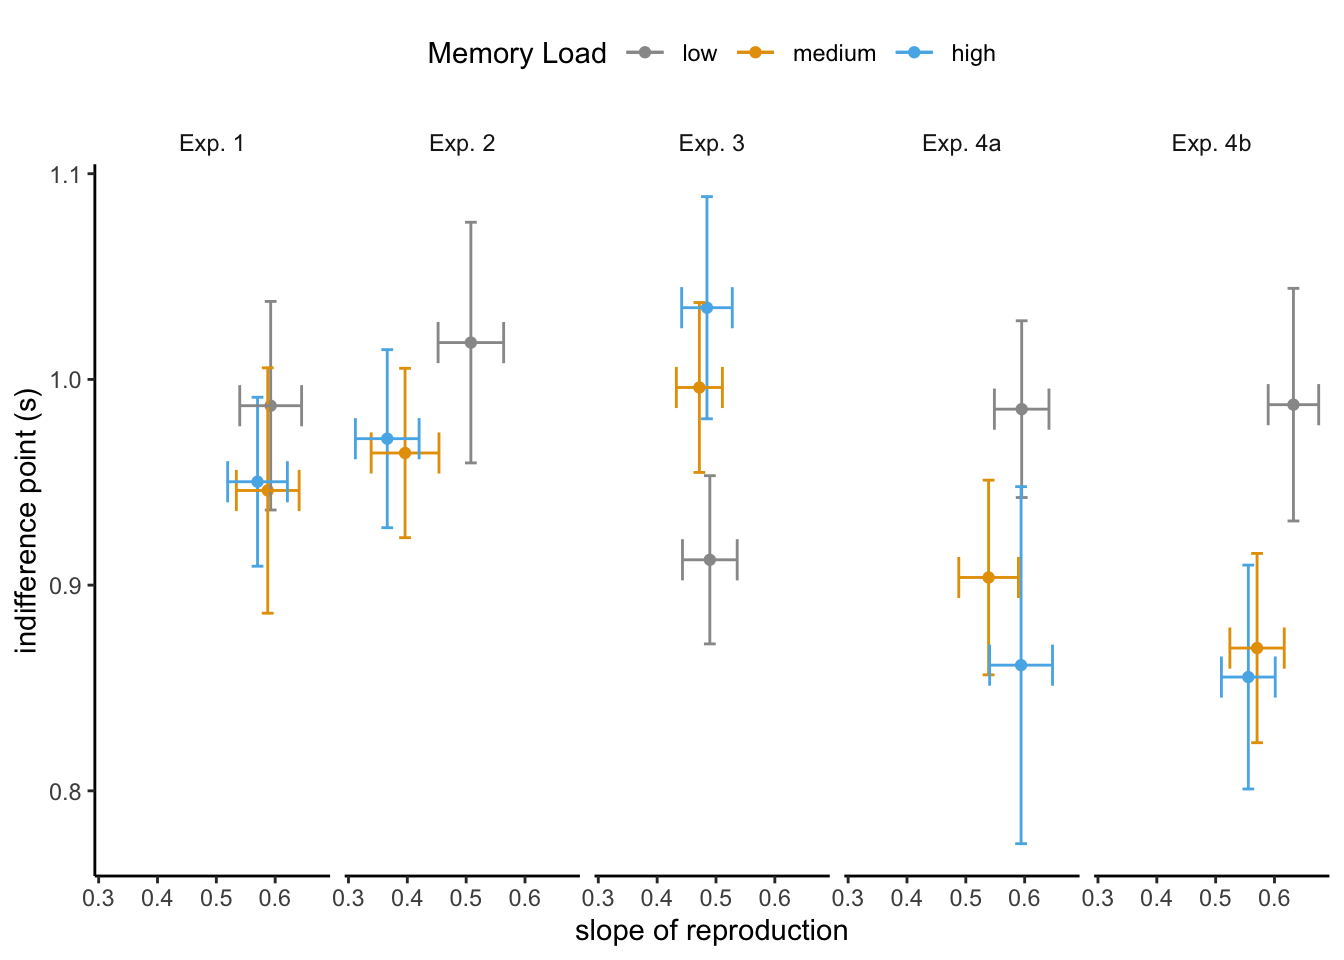 Memory Load low medium high
Exp. 1 Exp. 2 Exp. 3 Exp. 4a Exp. 4b
1.1
1.0
0.9
0.8
indifference point (s)
0.3 0.4 0.5 0.6 0.3 0.4 0.5 0.6 0.3 0.4 0.5 0.6 0.3 0.4 0.5 0.6 0.3 0.4 0.5 0.6
slope of reproduction